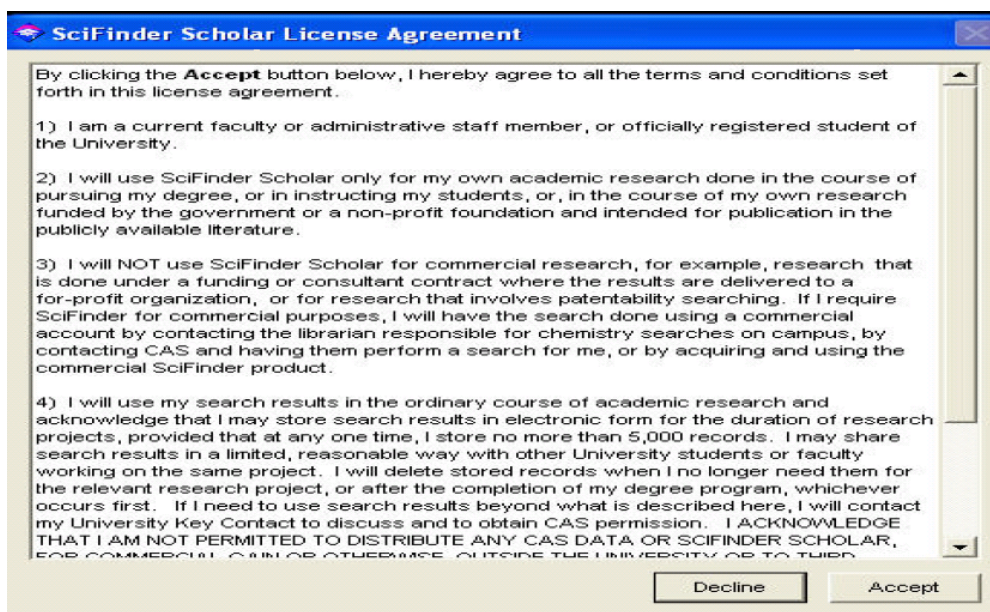 SciFinder Scholar License Agreement
By clicking the Accept button below, I hereby agree to all the terms and conditions set
forth in this license agreement.
1) I am a current faculty or administrative staff member, or officially registered student of
the University.
2) I will use SciFinder Scholar only for my own academic research done in the course of
pursuing my degree, or in instructing my students, or, in the course of my own research
funded by the government or a non-profit foundation and intended for publication in the
publicly available literature.
3) I will NOT use SciFinder Scholar for commercial research, for example, research that
is done under a funding or consultant contract where the results are delivered to a
for-profit organization, or for research that involves patentability searching. If I require
SciFinder for commercial purposes, I will have the search done using a commercial
account by contacting the librarian responsible for chemistry searches on campus, by
contacting CAS and having them perform a search for me, or by acquiring and using the
commercial SciFinder product.
4) I will use my search results in the ordinary course of academic research and
acknowledge that I may store search results in electronic form for the duration of research
projects, provided that at any one time, I store no more than 5,000 records. I may share
search results in a limited, reasonable way with other University students or faculty
working on the same project. I will delete stored records when I no longer need them for
the relevant research project, or after the completion of my degree program, whichever
occurs first. If I need to use search results beyond what is described here, I will contact
my University Key Contact to discuss and to obtain CAS permission. I ACKNOWLEDGE
THAT I AM NOT PERMITTED TO DISTRIBUTE ANY CAS DATA OR SCIFINDER SCHOLAR,
FOR COMMERCIAL GAIN OR OTHERWISE, OUTSIDE THE UNIVERSITY OR TO THIRD
Decline Accept